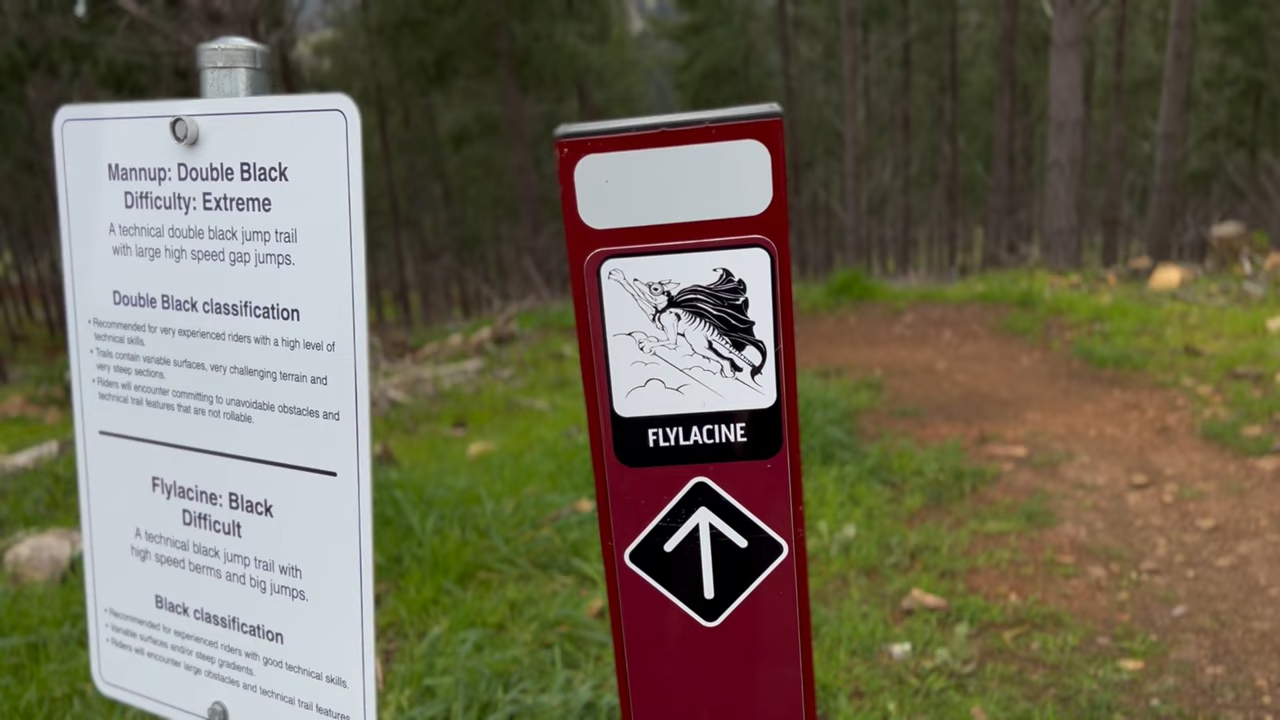 Mannup: Double Black
Difficulty: Extreme
A technical double black jump trail
with large high speed gap jumps.
Double Black classification
• Recommended for very experienced riders with a high level of
technical skills.
• Trails contain variable surfaces, very challenging terrain and
very steep sections.
• Riders will encounter committing to unavoidable obstacles and
technical trail features that are not rollable.
Flylacine: Black
Difficult
A technical black jump trail with
high speed berms and big jumps.
Black classification
• Recommended for experienced riders with good technical skills.
• Variable surfaces and/or steep gradients.
• Riders will encounter large obstacles and technical trail features
FLYLACINE